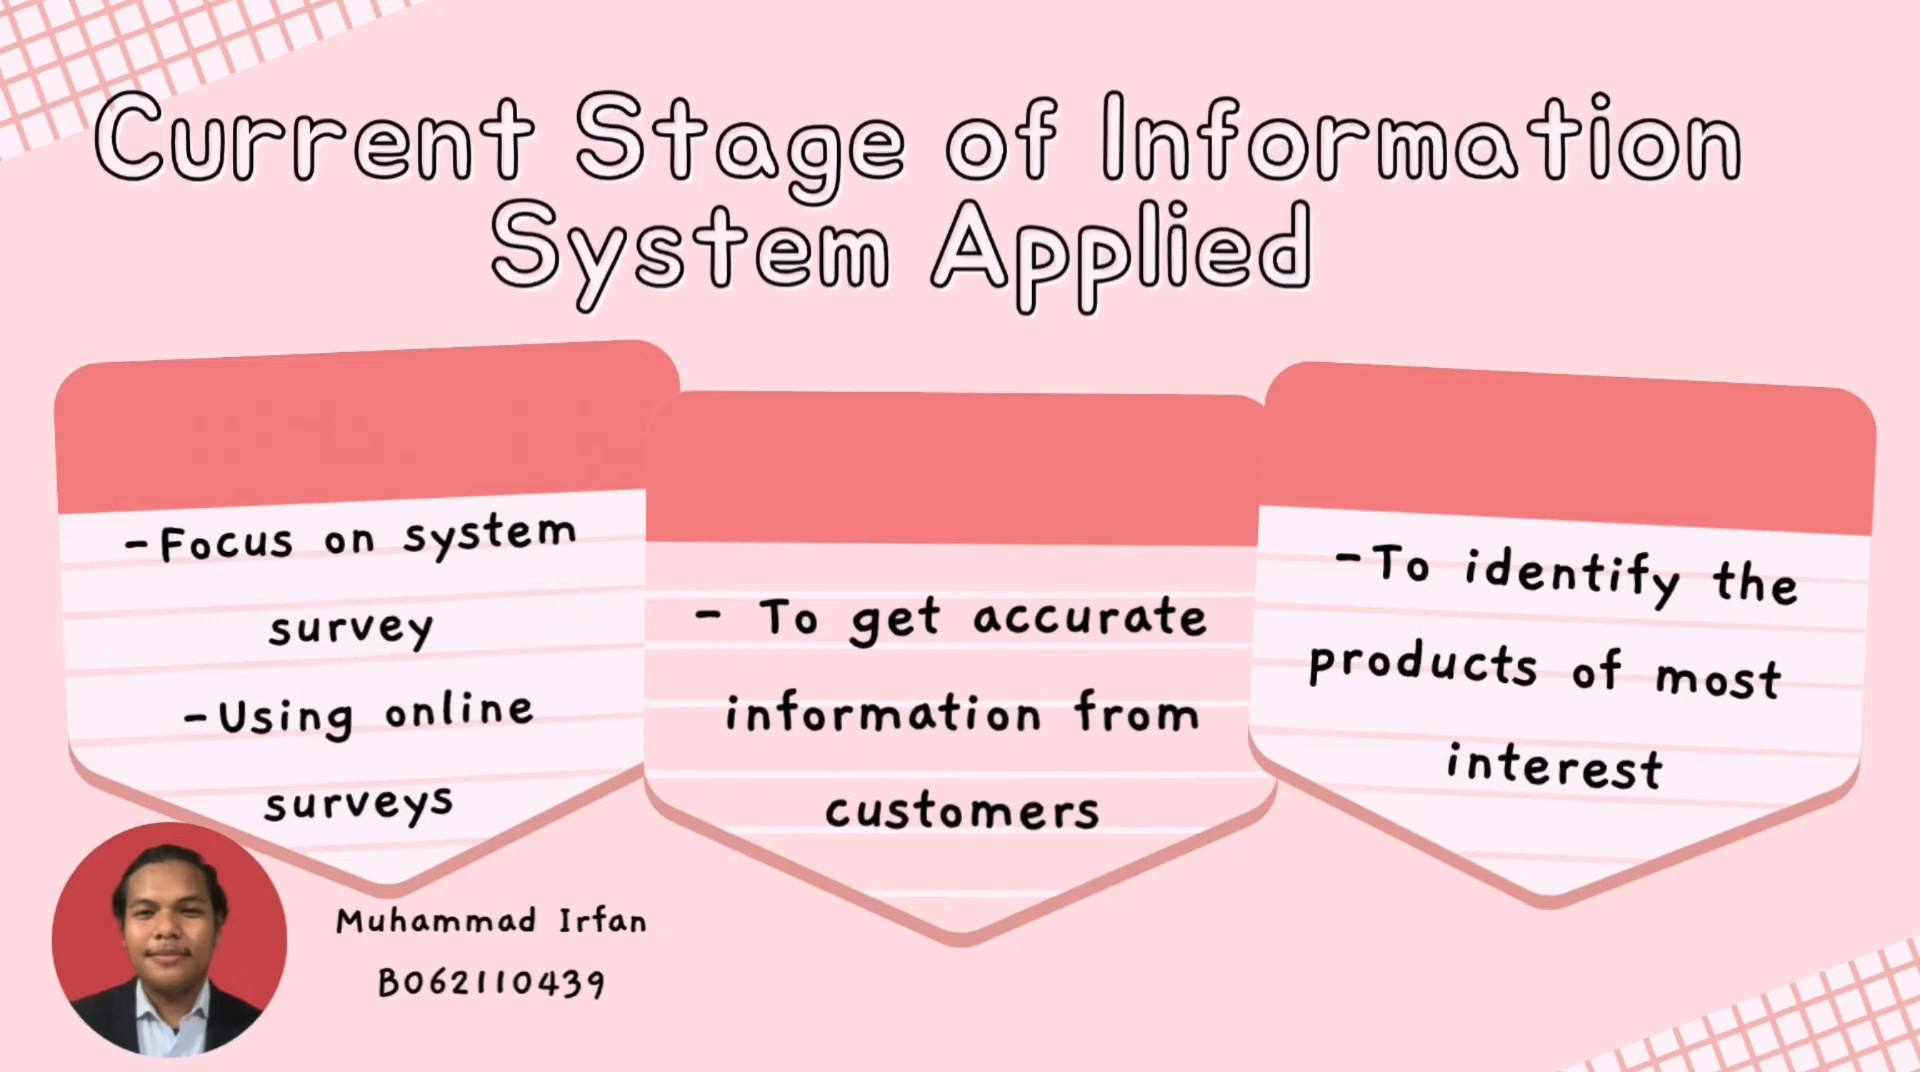 Current Stage of Information
System Applied
-Focus on system
survey
-Using online
surveys
- To get accurate
information from
customers
-To identify the
products of most
interest
Muhammad Irfan
B062110439